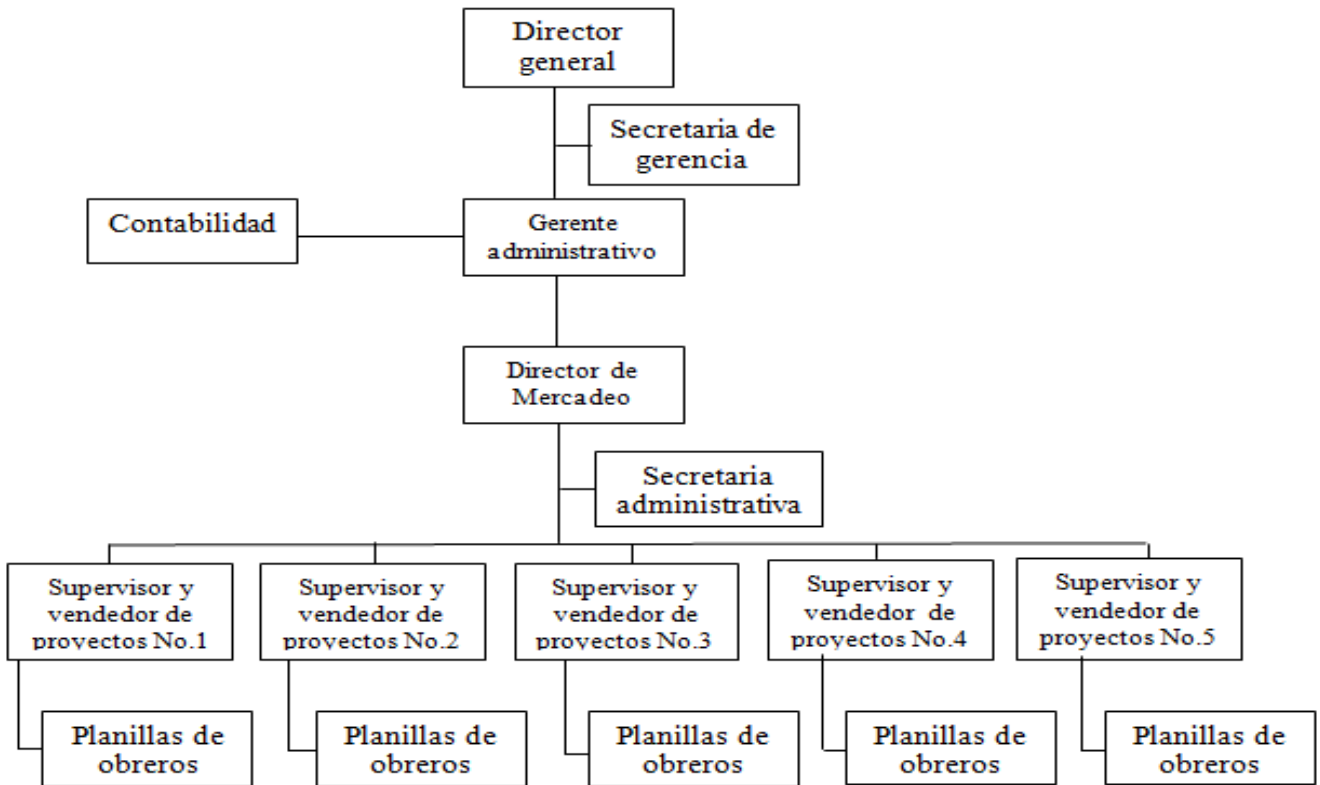 Director
general
Secretaria de
gerencia
Contabilidad
Gerente
administrativo
Director de
Mercadeo
Secretaria
administrativa
Supervisor y
vendedor de
proyectos No.1
Supervisor y
vendedor de
proyectos No.2
Supervisor y
vendedor de
proyectos No.3
Supervisor y
vendedor de
proyectos No.4
Supervisor y
vendedor de
proyectos No.5
Planillas de
obreros
Planillas de
obreros
Planillas de
obreros
Planillas de
obreros
Planillas de
obreros